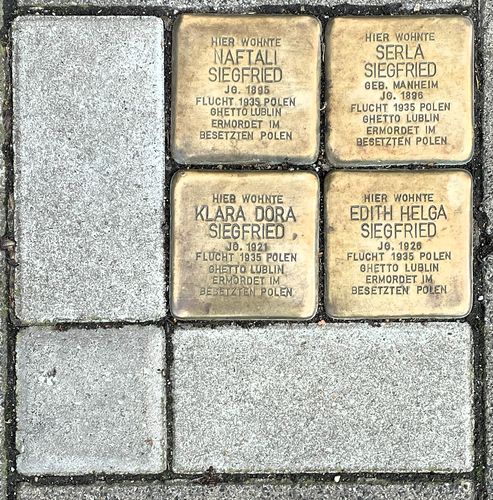 HIER WOHNTE
NAFTALI
SIEGFRIED
JG. 1895
FLUCHT 1935 POLEN
GHETTO LUBLIN
ERMORDET IM
BESETZTEN POLEN
HIER WOHNTE
SERLA
SIEGFRIED
GEB. MANHEIM
JG. 1896
FLUCHT 1935 POLEN
GHETTO LUBLIN
ERMORDET IM
BESETZTEN POLEN
HIER WOHNTE
KLARA DORA
SIEGFRIED
JG. 1921
FLUCHT 1935 POLEN
GHETTO LUBLIN
ERMORDET IM
BESETZTEN POLEN
HIER WOHNTE
EDITH HELGA
SIEGFRIED
JG. 1926
FLUCHT 1935 POLEN
GHETTO LUBLIN
ERMORDET IM
BESETZTEN POLEN